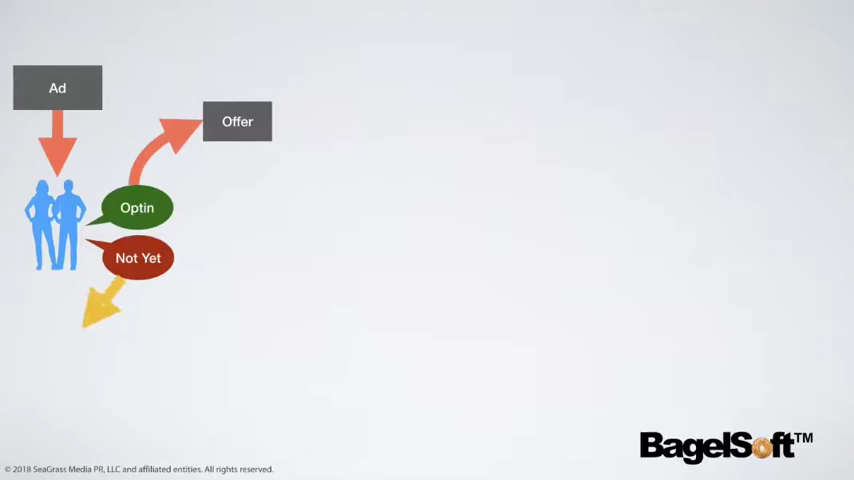 Ad
Offer
Optin
Not Yet
BagelSoft™
© 2018 SeaGrass Media PR, LLC and affiliated entities. All rights reserved.